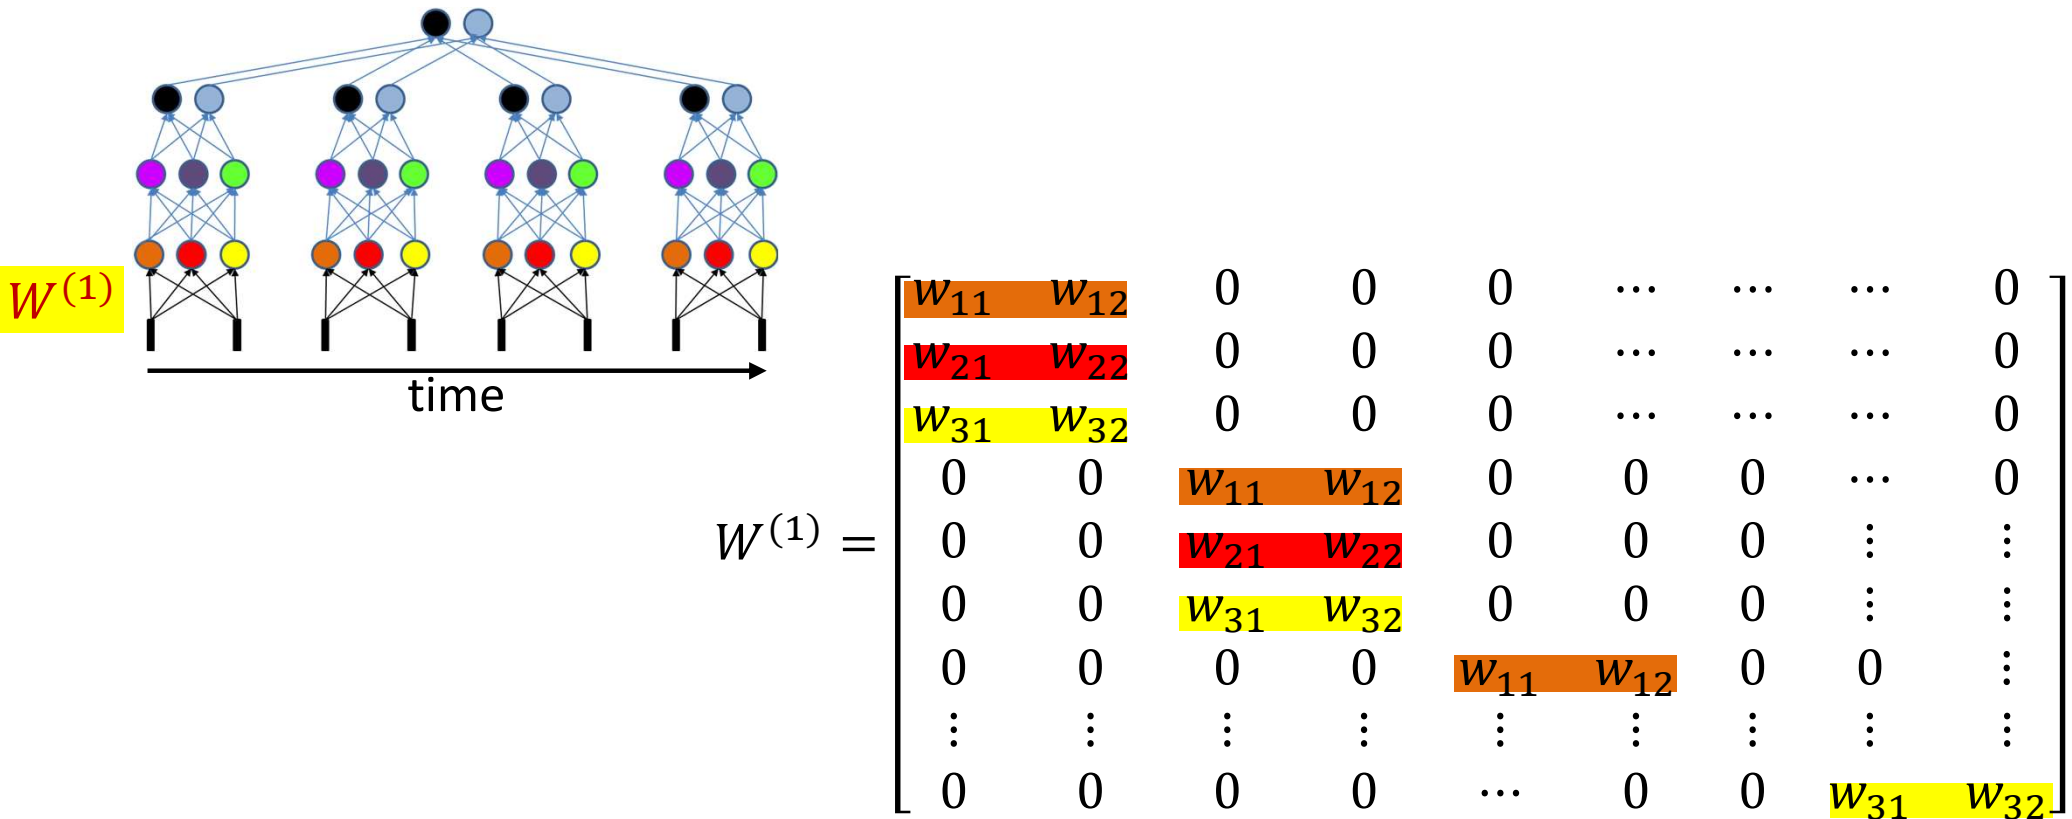 W^(1)
time
W^(1) =
w₁₁ w₁₂ 0 0 0 ⋯ ⋯ ⋯ 0
w₂₁ w₂₂ 0 0 0 ⋯ ⋯ ⋯ 0
w₃₁ w₃₂ 0 0 0 ⋯ ⋯ ⋯ 0
0 0 w₁₁ w₁₂ 0 0 0 ⋯ 0
0 0 w₂₁ w₂₂ 0 0 0 ⋮ ⋮
0 0 w₃₁ w₃₂ 0 0 0 ⋮ ⋮
0 0 0 0 w₁₁ w₁₂ 0 0 ⋮
⋮ ⋮ ⋮ ⋮ ⋮ ⋮ ⋮ ⋮ ⋮
0 0 0 0 ⋯ 0 0 w₃₁ w₃₂